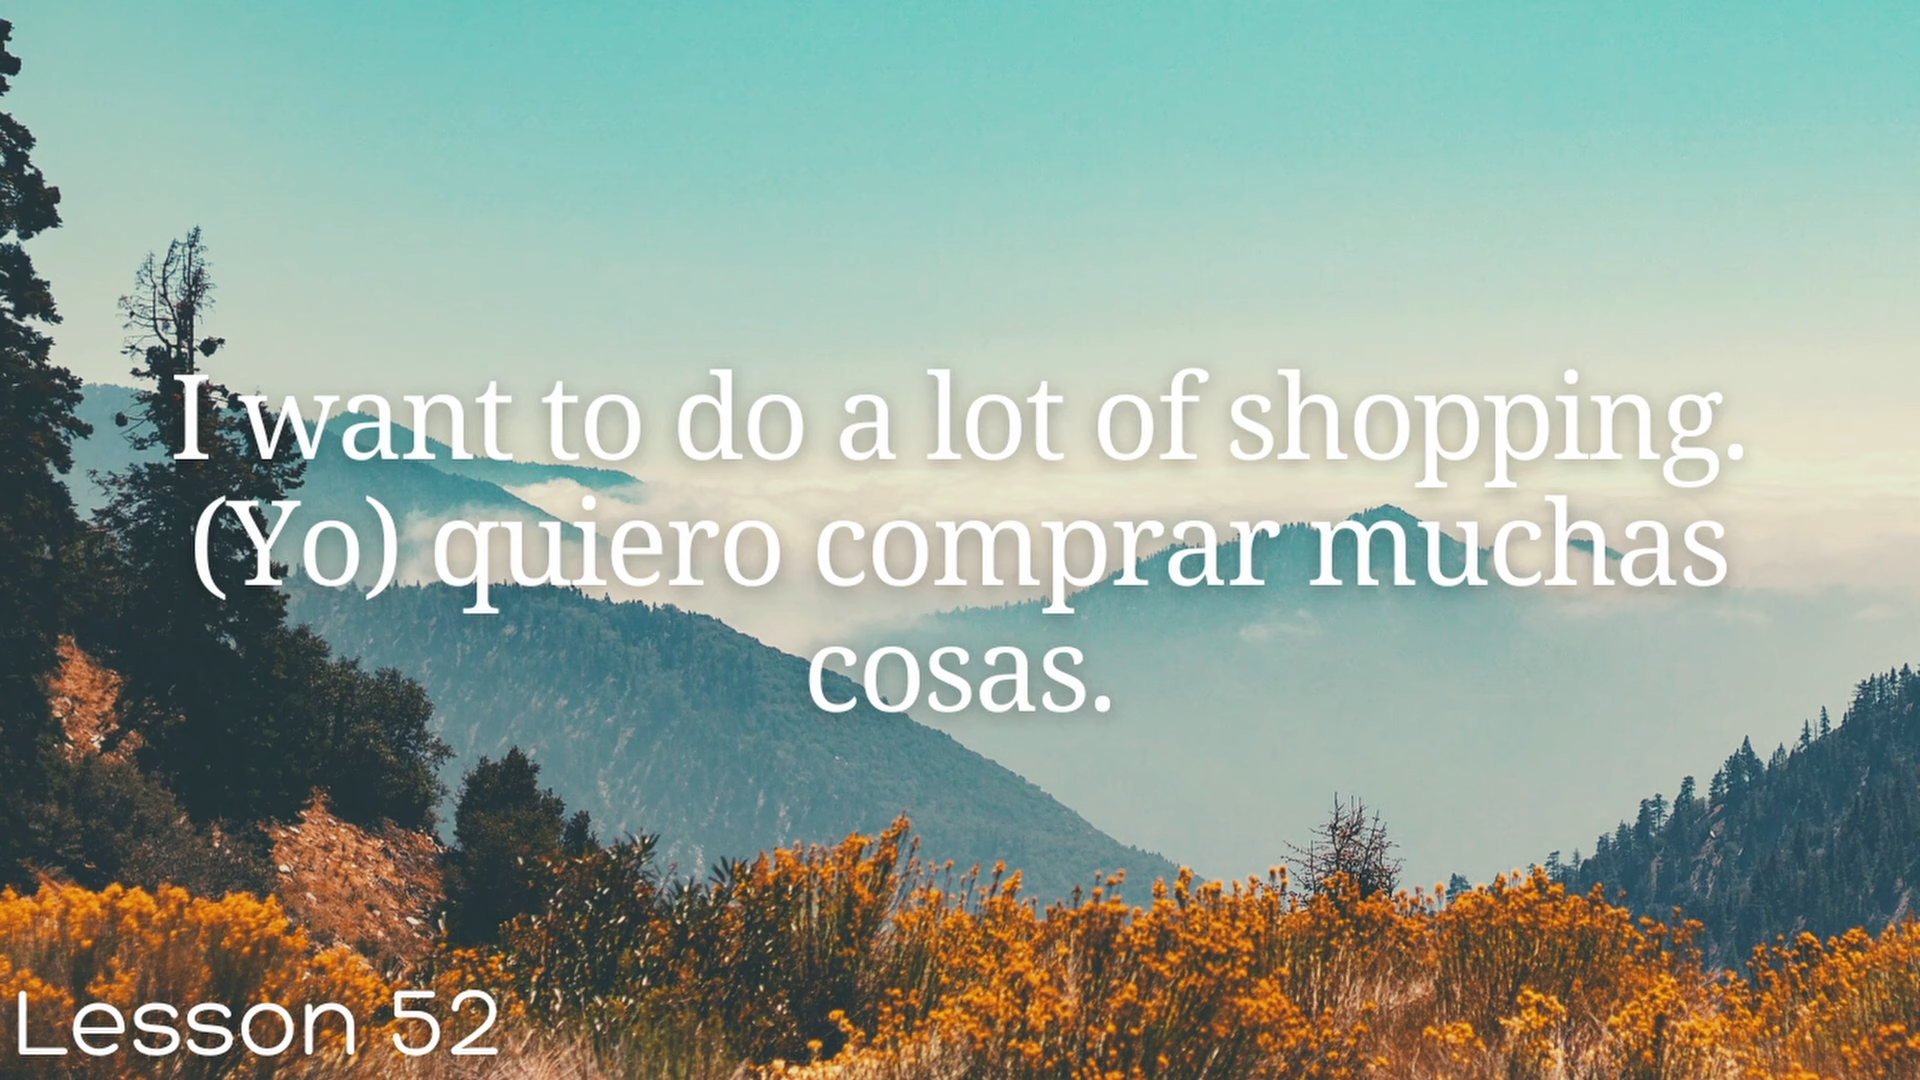 I want to do a lot of shopping.
(Yo) quiero comprar muchas
cosas.
Lesson 52